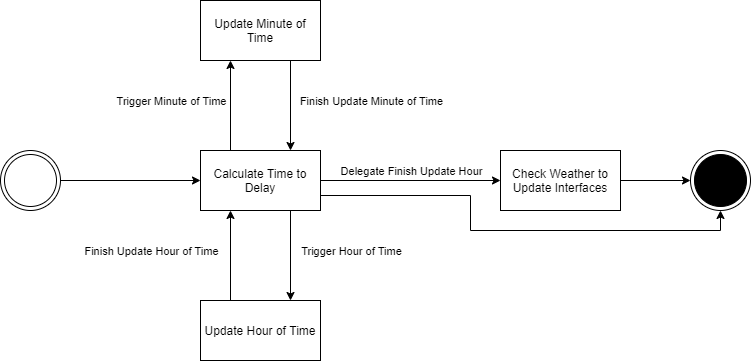 Update Minute of
Time
Trigger Minute of Time
Finish Update Minute of Time
Calculate Time to
Delay
Delegate Finish Update Hour
Check Weather to
Update Interfaces
Finish Update Hour of Time
Trigger Hour of Time
Update Hour of Time